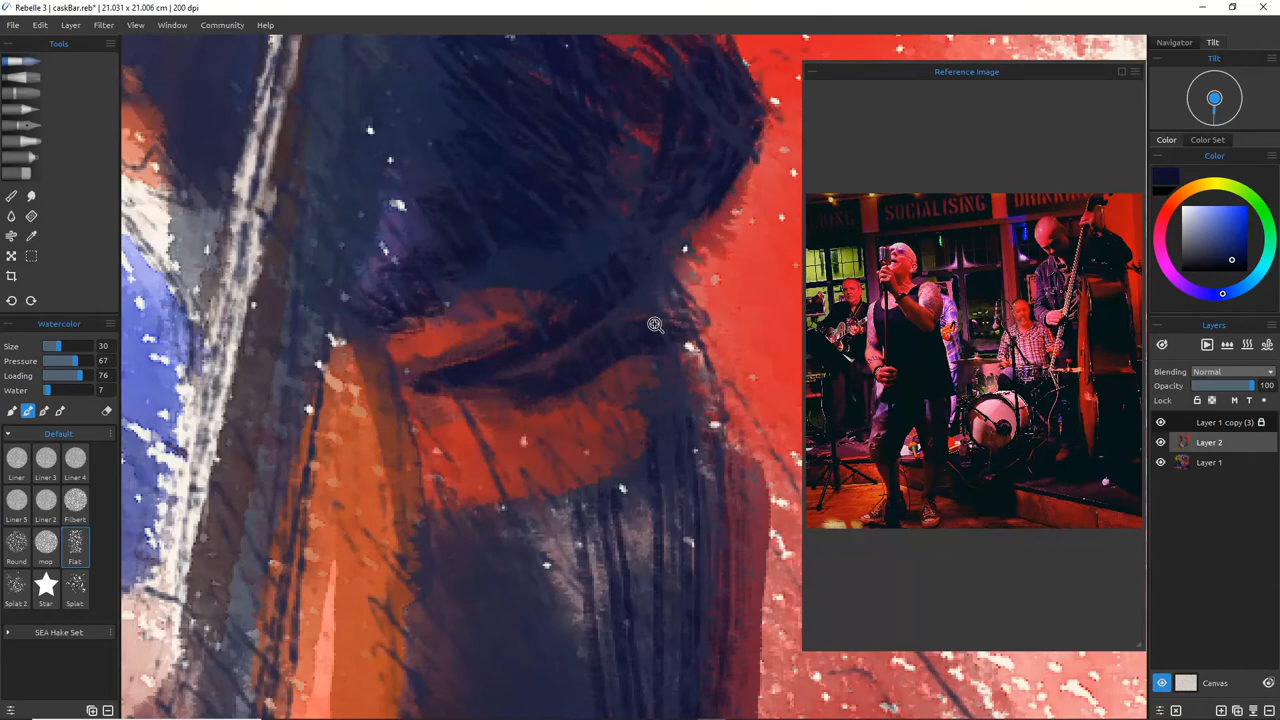 Rebelle 3 | caskBar.reb* | 21.031 x 21.006 cm | 200 dpi
File Edit Layer Filter View Window Community Help
Tools
Navigator Tilt
Tilt
Reference Image
Color Color Set
Color
SOCIALISING
DRINKING
Watercolor
Size 30
Pressure 67
Loading 76
Water 7
Layers
Blending Normal
Opacity 100
Lock M T
Layer 1 copy (3)
Layer 2
Layer 1
Default
Liner Liner 3 Liner 4
Liner 5 Liner 2 Filbert
Round mop Flat
Splat 2 Star Splat
SEA Hake Set
Canvas